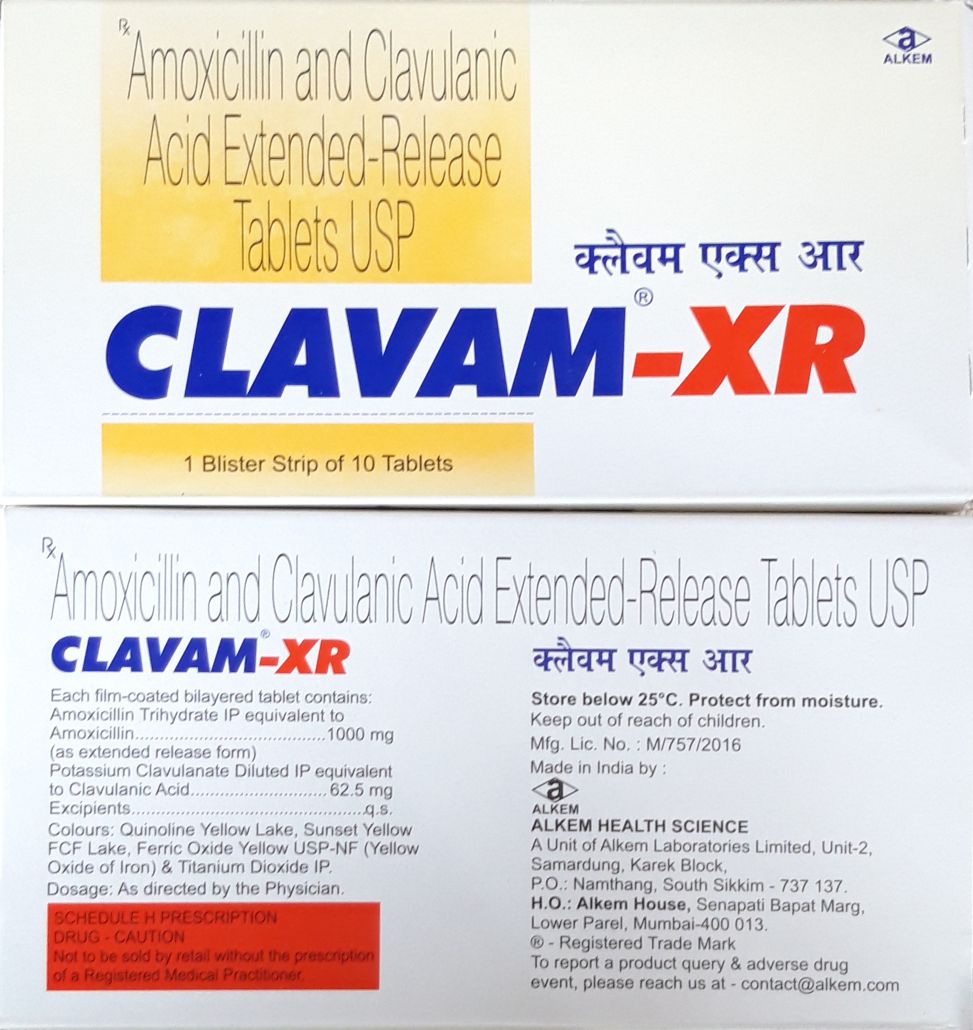 Rx
Amoxicillin and Clavulanic
Acid Extended-Release
Tablets USP
a
ALKEM
क्लैवम एक्स आर
CLAVAM®-XR
1 Blister Strip of 10 Tablets
Rx
Amoxicillin and Clavulanic Acid Extended-Release Tablets USP
CLAVAM®-XR
Each film-coated bilayered tablet contains:
Amoxicillin Trihydrate IP equivalent to
Amoxicillin.....................................1000 mg
(as extended release form)
Potassium Clavulanate Diluted IP equivalent
to Clavulanic Acid...........................62.5 mg
Excipients.............................................q.s.
Colours: Quinoline Yellow Lake, Sunset Yellow
FCF Lake, Ferric Oxide Yellow USP-NF (Yellow
Oxide of Iron) & Titanium Dioxide IP.
Dosage: As directed by the Physician.
SCHEDULE H PRESCRIPTION
DRUG - CAUTION
Not to be sold by retail without the prescription
of a Registered Medical Practitioner.
क्लैवम एक्स आर
Store below 25°C. Protect from moisture.
Keep out of reach of children.
Mfg. Lic. No. : M/757/2016
Made in India by :
a
ALKEM
ALKEM HEALTH SCIENCE
A Unit of Alkem Laboratories Limited, Unit-2,
Samardung, Karek Block,
P.O.: Namthang, South Sikkim - 737 137.
H.O.: Alkem House, Senapati Bapat Marg,
Lower Parel, Mumbai-400 013.
® - Registered Trade Mark
To report a product query & adverse drug
event, please reach us at - contact@alkem.com